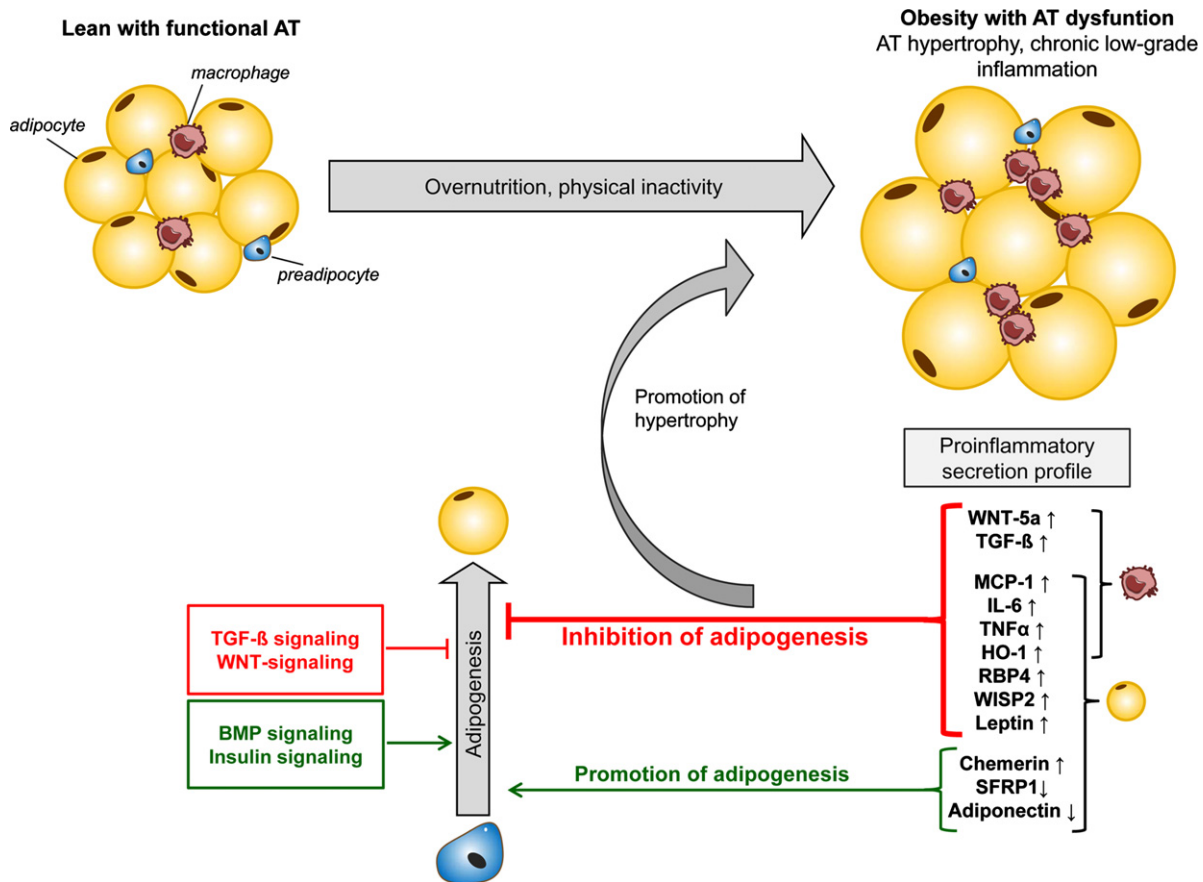 Lean with functional AT
macrophage
adipocyte
preadipocyte
Overnutrition, physical inactivity
Obesity with AT dysfuntion
AT hypertrophy, chronic low-grade
inflammation
Promotion of
hypertrophy
Proinflammatory
secretion profile
WNT-5a ↑
TGF-ß ↑
MCP-1 ↑
IL-6 ↑
TNFα ↑
HO-1 ↑
RBP4 ↑
WISP2 ↑
Leptin ↑
Inhibition of adipogenesis
TGF-ß signaling
WNT-signaling
BMP signaling
Insulin signaling
Adipogenesis
Promotion of adipogenesis
Chemerin ↑
SFRP1↓
Adiponectin ↓